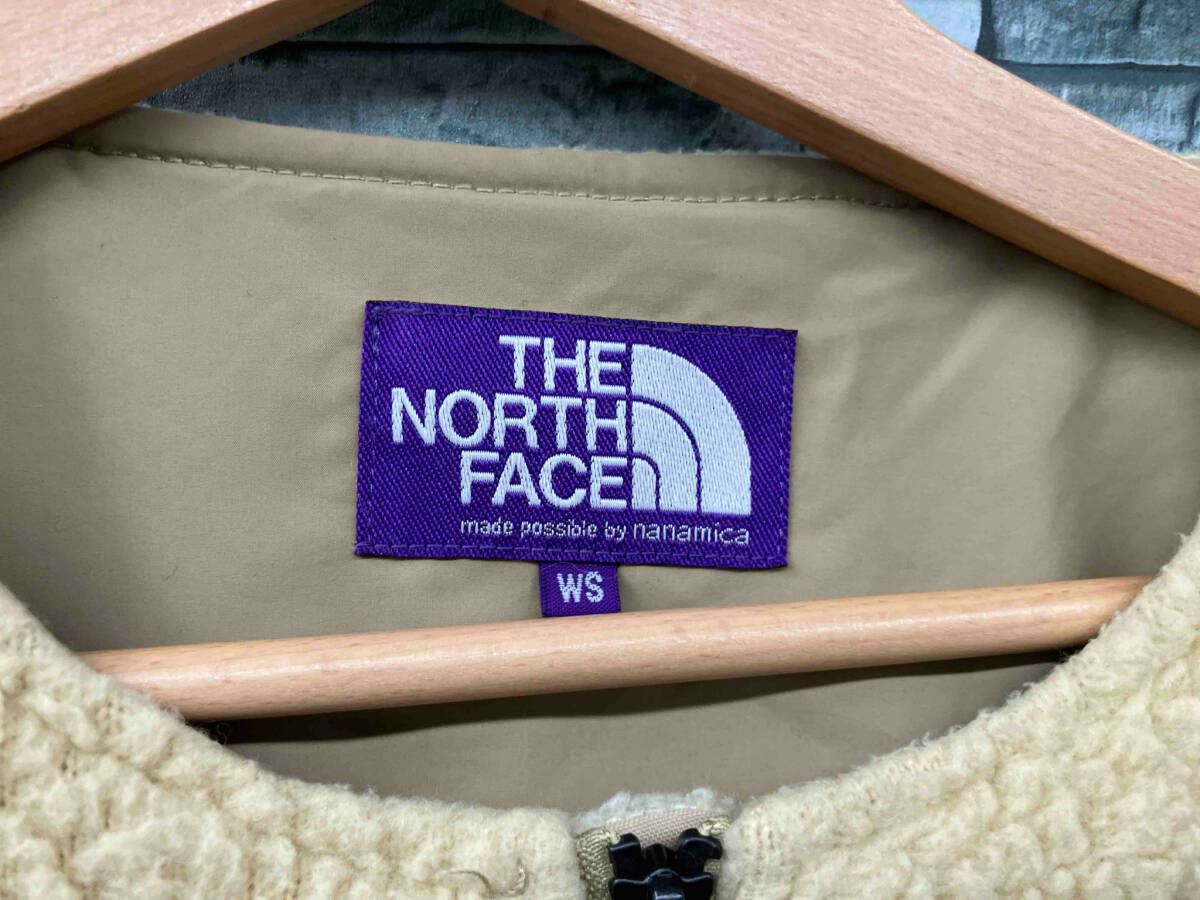 THE
NORTH
FACE
made possible by nanamica
WS